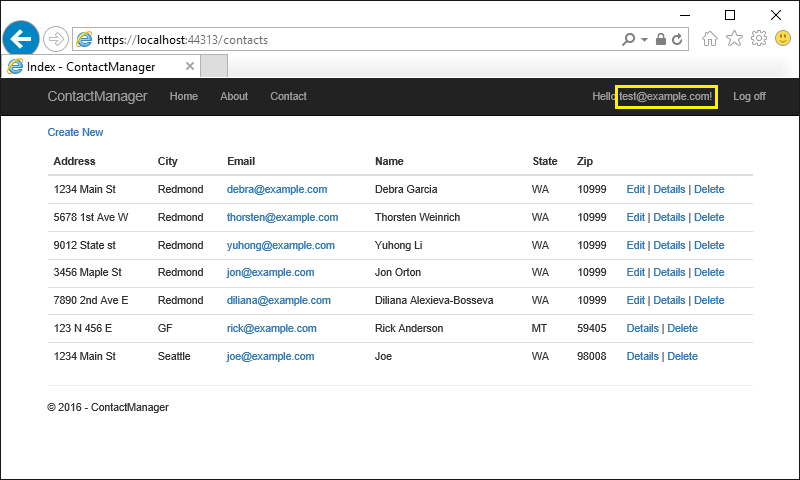 https://localhost:44313/contacts
Index - ContactManager
ContactManager Home About Contact Hello test@example.com! Log off
Create New
Address City Email Name State Zip
1234 Main St Redmond debra@example.com Debra Garcia WA 10999 Edit | Details | Delete
5678 1st Ave W Redmond thorsten@example.com Thorsten Weinrich WA 10999 Edit | Details | Delete
9012 State st Redmond yuhong@example.com Yuhong Li WA 10999 Edit | Details | Delete
3456 Maple St Redmond jon@example.com Jon Orton WA 10999 Edit | Details | Delete
7890 2nd Ave E Redmond diliana@example.com Diliana Alexieva-Bosseva WA 10999 Edit | Details | Delete
123 N 456 E GF rick@example.com Rick Anderson MT 59405 Details | Delete
1234 Main St Seattle joe@example.com Joe WA 98008 Details | Delete
© 2016 - ContactManager